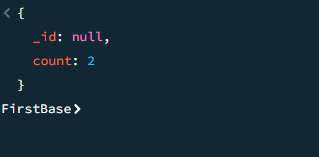 < {
_id: null,
count: 2
}
FirstBase>